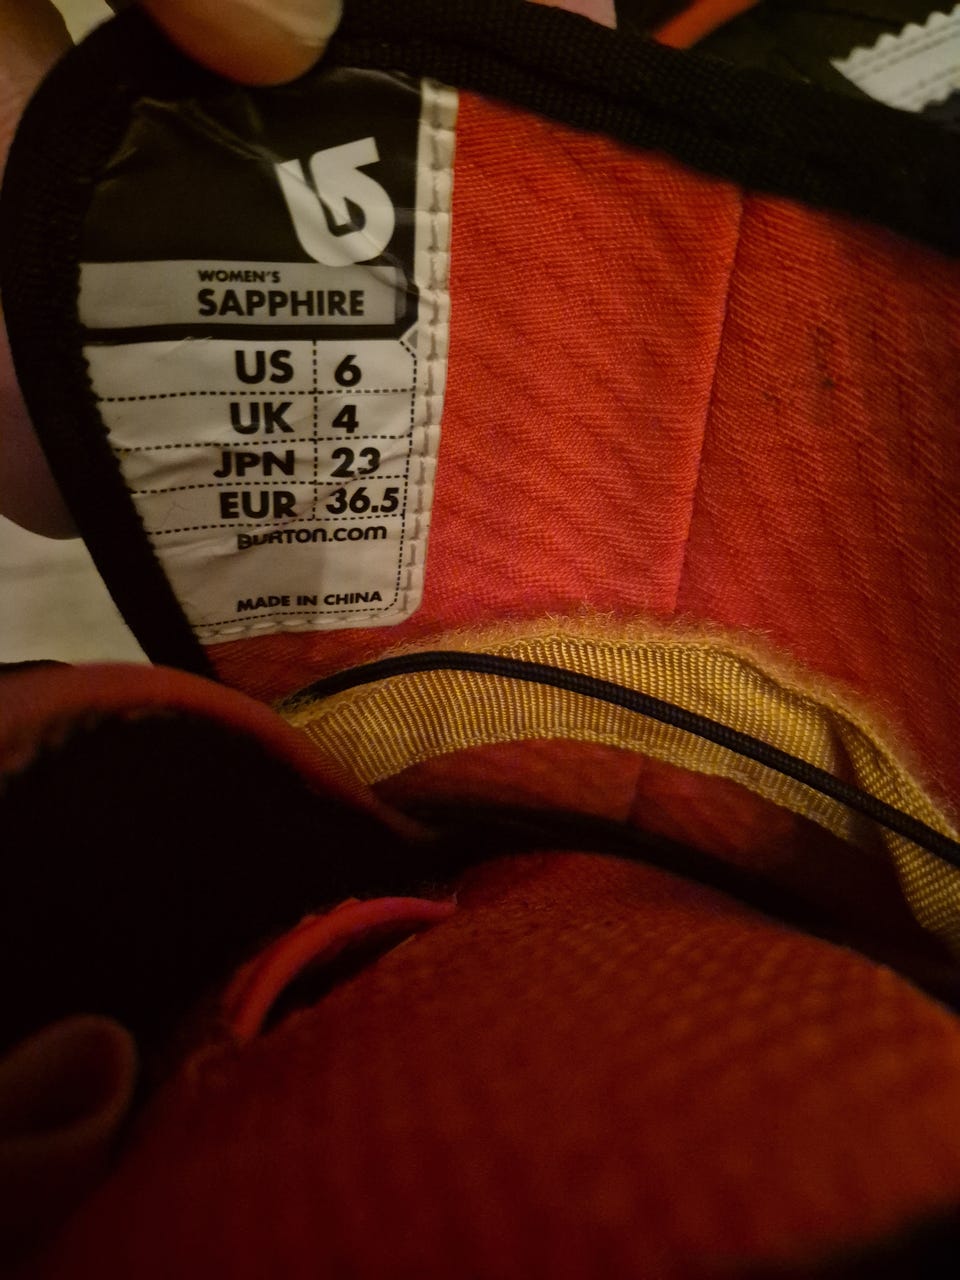 WOMEN'S
SAPPHIRE
US 6
UK 4
JPN 23
EUR 36.5
BURTON.com
MADE IN CHINA